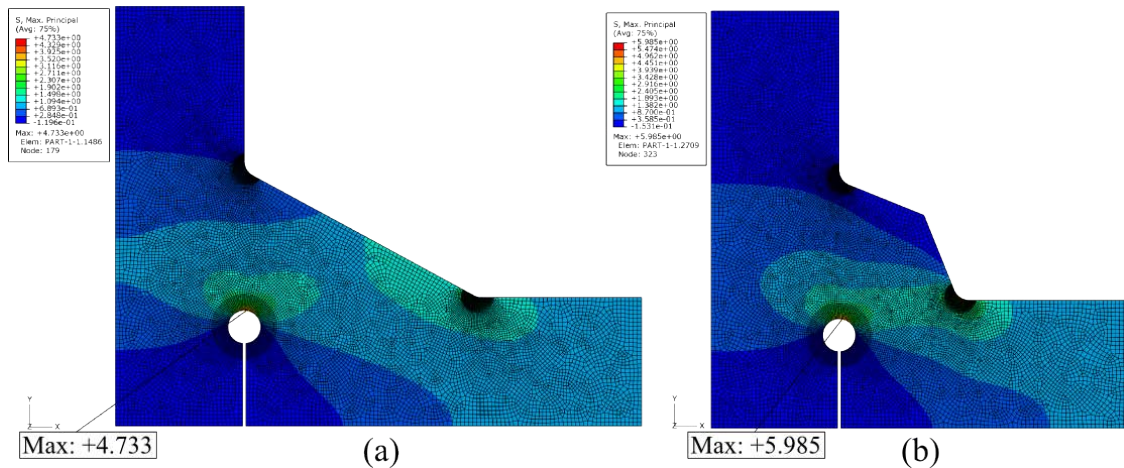 S, Max. Principal
(Avg: 75%)
+4.733e+00
+4.329e+00
+3.925e+00
+3.520e+00
+3.116e+00
+2.711e+00
+2.307e+00
+1.902e+00
+1.498e+00
+1.094e+00
+6.893e-01
+2.848e-01
-1.196e-01
Max: +4.733e+00
Elem: PART-1-1.1486
Node: 179
Y
Z X
Max: +4.733
(a)
S, Max. Principal
(Avg: 75%)
+5.985e+00
+5.474e+00
+4.962e+00
+4.451e+00
+3.939e+00
+3.428e+00
+2.916e+00
+2.405e+00
+1.893e+00
+1.382e+00
+8.700e-01
+3.585e-01
-1.531e-01
Max: +5.985e+00
Elem: PART-1-1.2709
Node: 323
Y
Z X
Max: +5.985
(b)